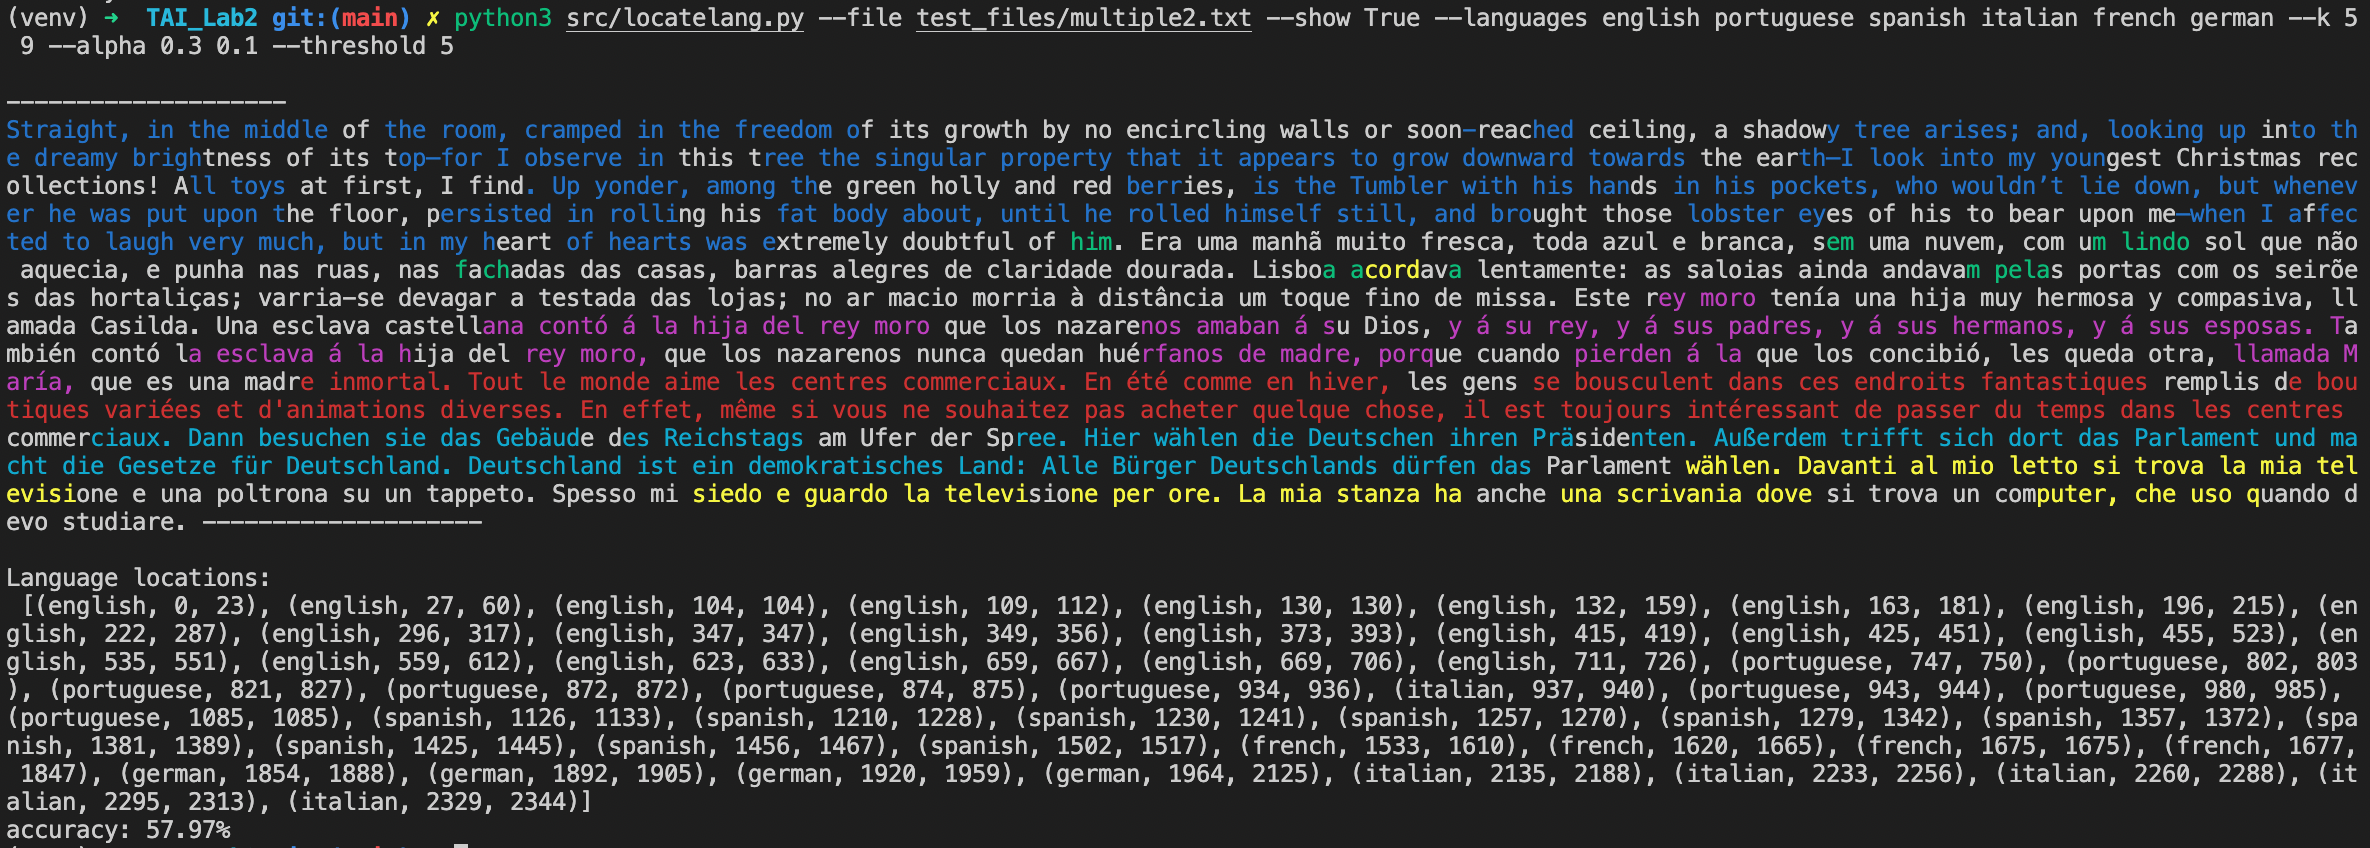 (venv) ➜  TAI_Lab2 git:(main) ✗ python3 src/locatelang.py --file test_files/multiple2.txt --show True --languages english portuguese spanish italian french german --k 5
 9 --alpha 0.3 0.1 --threshold 5
--------------------
Straight, in the middle of the room, cramped in the freedom of its growth by no encircling walls or soon-reached ceiling, a shadowy tree arises; and, looking up into th
e dreamy brightness of its top—for I observe in this tree the singular property that it appears to grow downward towards the earth—I look into my youngest Christmas rec
ollections! All toys at first, I find. Up yonder, among the green holly and red berries, is the Tumbler with his hands in his pockets, who wouldn’t lie down, but whenev
er he was put upon the floor, persisted in rolling his fat body about, until he rolled himself still, and brought those lobster eyes of his to bear upon me—when I affec
ted to laugh very much, but in my heart of hearts was extremely doubtful of him. Era uma manhã muito fresca, toda azul e branca, sem uma nuvem, com um lindo sol que não
 aquecia, e punha nas ruas, nas fachadas das casas, barras alegres de claridade dourada. Lisboa acordava lentamente: as saloias ainda andavam pelas portas com os seirõe
s das hortaliças; varria-se devagar a testada das lojas; no ar macio morria à distância um toque fino de missa. Este rey moro tenía una hija muy hermosa y compasiva, ll
amada Casilda. Una esclava castellana contó á la hija del rey moro que los nazarenos amaban á su Dios, y á su rey, y á sus padres, y á sus hermanos, y á sus esposas. Ta
mbién contó la esclava á la hija del rey moro, que los nazarenos nunca quedan huérfanos de madre, porque cuando pierden á la que los concibió, les queda otra, llamada M
aría, que es una madre inmortal. Tout le monde aime les centres commerciaux. En été comme en hiver, les gens se bousculent dans ces endroits fantastiques remplis de bou
tiques variées et d'animations diverses. En effet, même si vous ne souhaitez pas acheter quelque chose, il est toujours intéressant de passer du temps dans les centres
commerciaux. Dann besuchen sie das Gebäude des Reichstags am Ufer der Spree. Hier wählen die Deutschen ihren Präsidenten. Außerdem trifft sich dort das Parlament und ma
cht die Gesetze für Deutschland. Deutschland ist ein demokratisches Land: Alle Bürger Deutschlands dürfen das Parlament wählen. Davanti al mio letto si trova la mia tel
evisione e una poltrona su un tappeto. Spesso mi siedo e guardo la televisione per ore. La mia stanza ha anche una scrivania dove si trova un computer, che uso quando d
evo studiare. --------------------
Language locations:
 [(english, 0, 23), (english, 27, 60), (english, 104, 104), (english, 109, 112), (english, 130, 130), (english, 132, 159), (english, 163, 181), (english, 196, 215), (en
glish, 222, 287), (english, 296, 317), (english, 347, 347), (english, 349, 356), (english, 373, 393), (english, 415, 419), (english, 425, 451), (english, 455, 523), (en
glish, 535, 551), (english, 559, 612), (english, 623, 633), (english, 659, 667), (english, 669, 706), (english, 711, 726), (portuguese, 747, 750), (portuguese, 802, 803
), (portuguese, 821, 827), (portuguese, 872, 872), (portuguese, 874, 875), (portuguese, 934, 936), (italian, 937, 940), (portuguese, 943, 944), (portuguese, 980, 985),
(portuguese, 1085, 1085), (spanish, 1126, 1133), (spanish, 1210, 1228), (spanish, 1230, 1241), (spanish, 1257, 1270), (spanish, 1279, 1342), (spanish, 1357, 1372), (spa
nish, 1381, 1389), (spanish, 1425, 1445), (spanish, 1456, 1467), (spanish, 1502, 1517), (french, 1533, 1610), (french, 1620, 1665), (french, 1675, 1675), (french, 1677,
 1847), (german, 1854, 1888), (german, 1892, 1905), (german, 1920, 1959), (german, 1964, 2125), (italian, 2135, 2188), (italian, 2233, 2256), (italian, 2260, 2288), (it
alian, 2295, 2313), (italian, 2329, 2344)]
accuracy: 57.97%